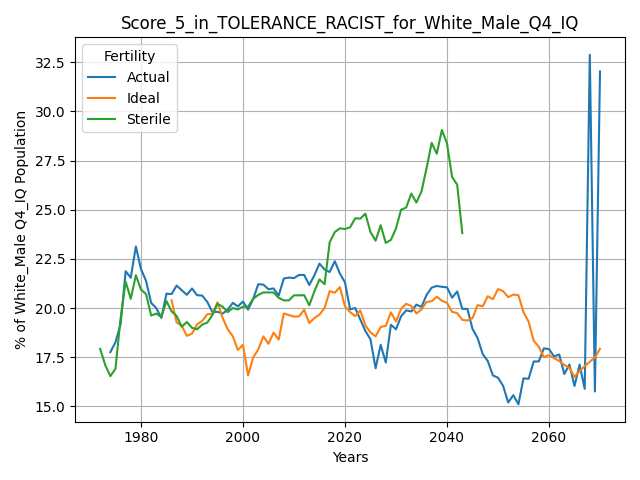 Score_5_in_TOLERANCE_RACIST_for_White_Male_Q4_IQ
Fertility
Actual
Ideal
Sterile
% of White_Male Q4_IQ Population
32.5
30.0
27.5
25.0
22.5
20.0
17.5
15.0
1980 2000 2020 2040 2060
Years